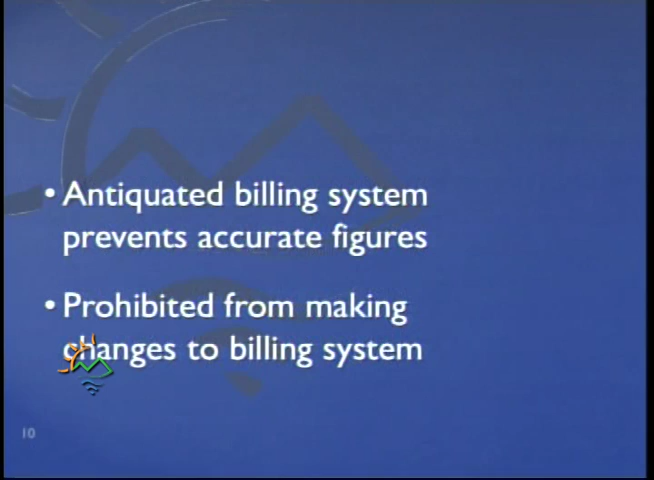 • Antiquated billing system
prevents accurate figures
• Prohibited from making
changes to billing system
10